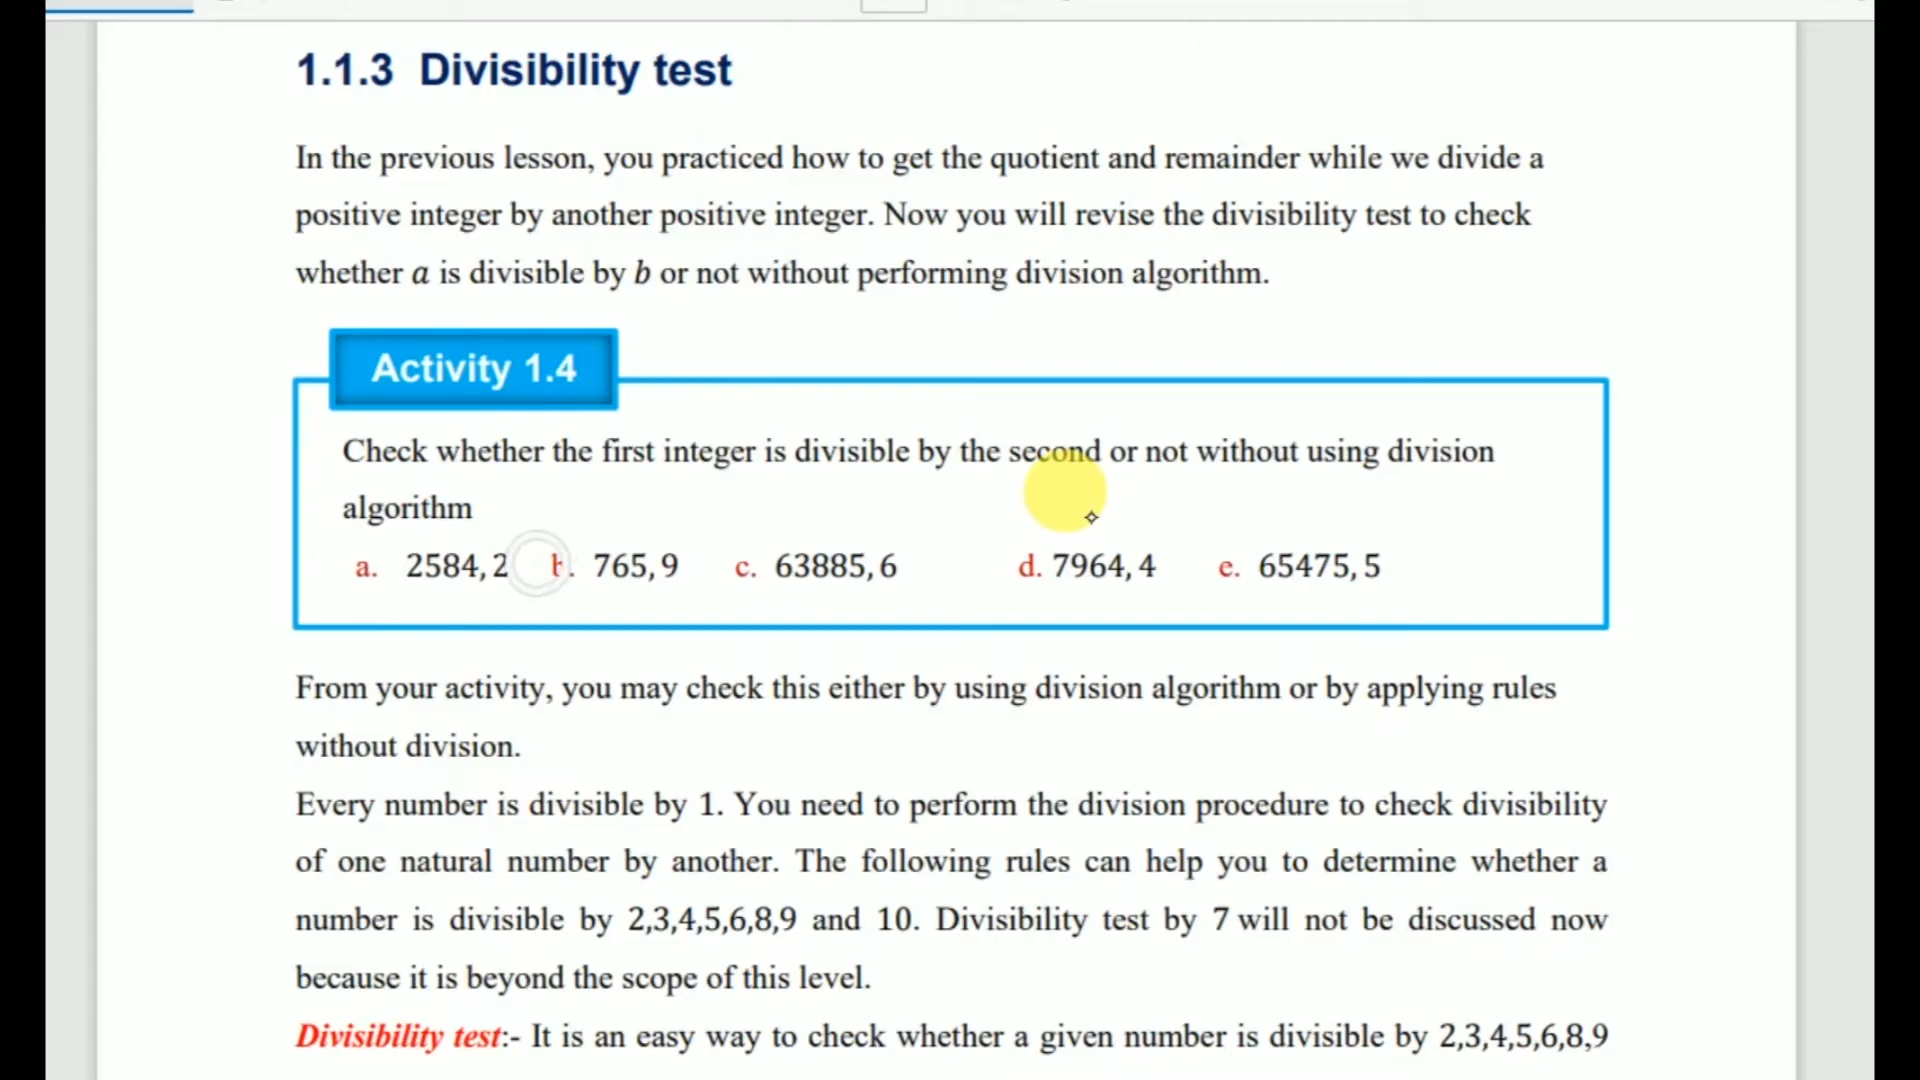 1.1.3 Divisibility test
In the previous lesson, you practiced how to get the quotient and remainder while we divide a
positive integer by another positive integer. Now you will revise the divisibility test to check
whether a is divisible by b or not without performing division algorithm.
Activity 1.4
Check whether the first integer is divisible by the second or not without using division
algorithm
a. 2584, 2 b. 765, 9 c. 63885, 6 d. 7964, 4 e. 65475, 5
From your activity, you may check this either by using division algorithm or by applying rules
without division.
Every number is divisible by 1. You need to perform the division procedure to check divisibility
of one natural number by another. The following rules can help you to determine whether a
number is divisible by 2,3,4,5,6,8,9 and 10. Divisibility test by 7 will not be discussed now
because it is beyond the scope of this level.
Divisibility test:- It is an easy way to check whether a given number is divisible by 2,3,4,5,6,8,9